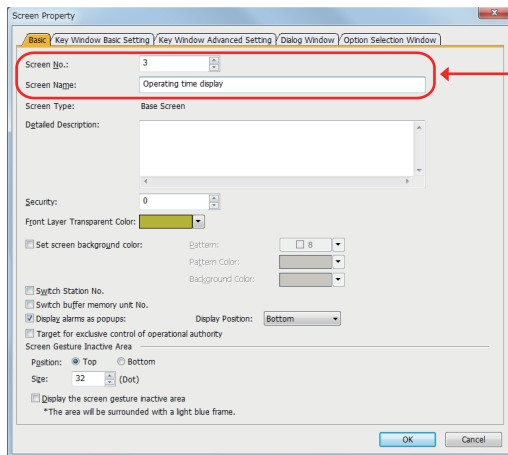 Screen Property
Basic Key Window Basic Setting Key Window Advanced Setting Dialog Window Option Selection Window
Screen No.: 3
Screen Name: Operating time display
Screen Type: Base Screen
Detailed Description:
Security: 0
Front Layer Transparent Color:
Set screen background color: Pattern: 8
Pattern Color:
Background Color:
Switch Station No.
Switch buffer memory unit No.
Display alarms as popups: Display Position: Bottom
Target for exclusive control of operational authority
Screen Gesture Inactive Area
Position: Top Bottom
Size: 32 (Dot)
Display the screen gesture inactive area
*The area will be surrounded with a light blue frame.
OK Cancel